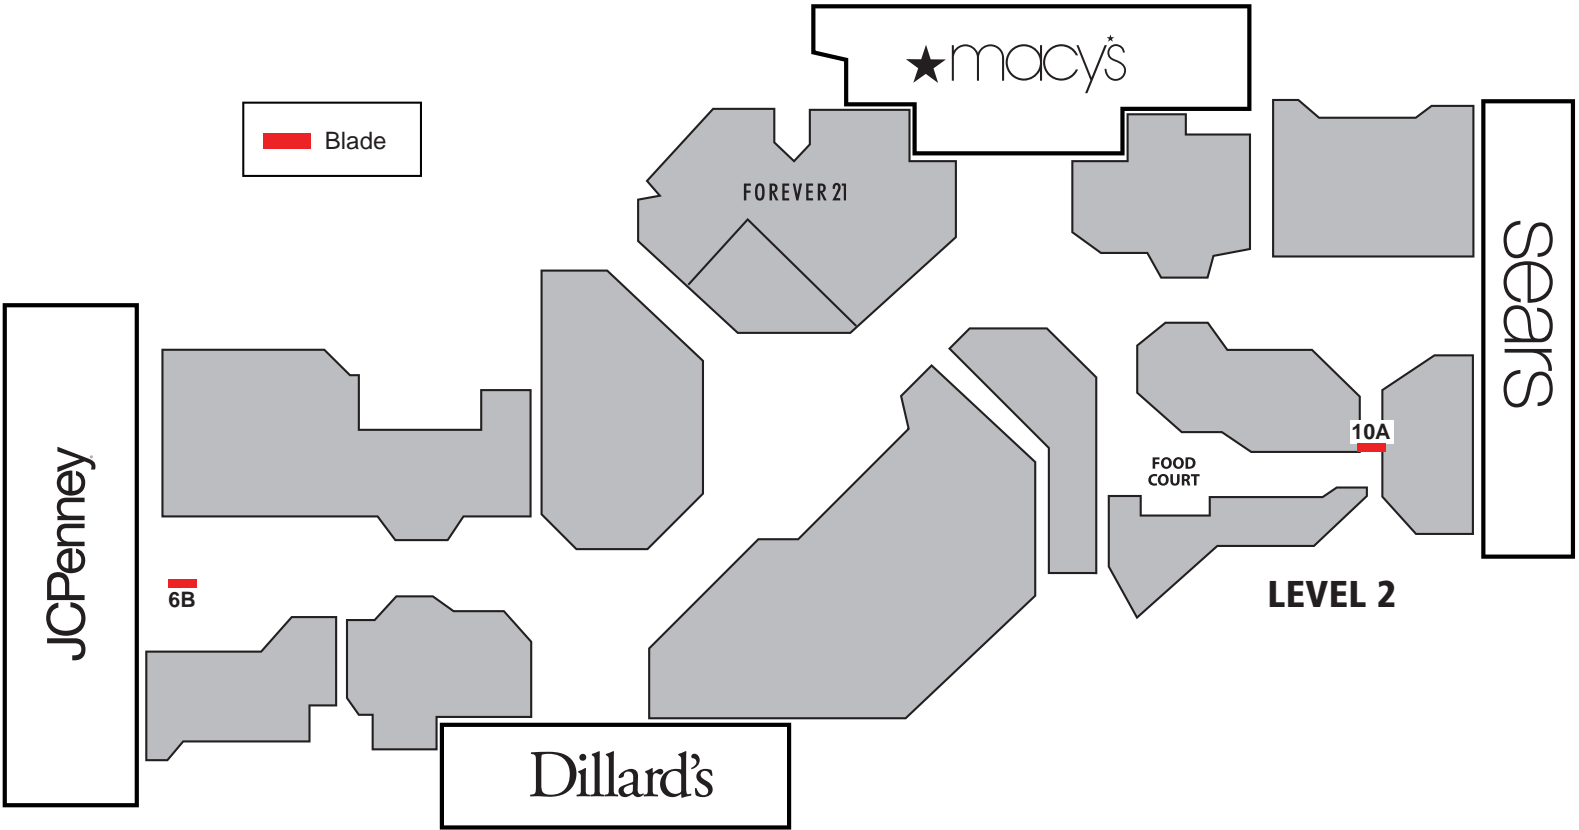 ★macy's
Blade
FOREVER 21
sears
10A
FOOD
COURT
JCPenney
6B
LEVEL 2
Dillard's